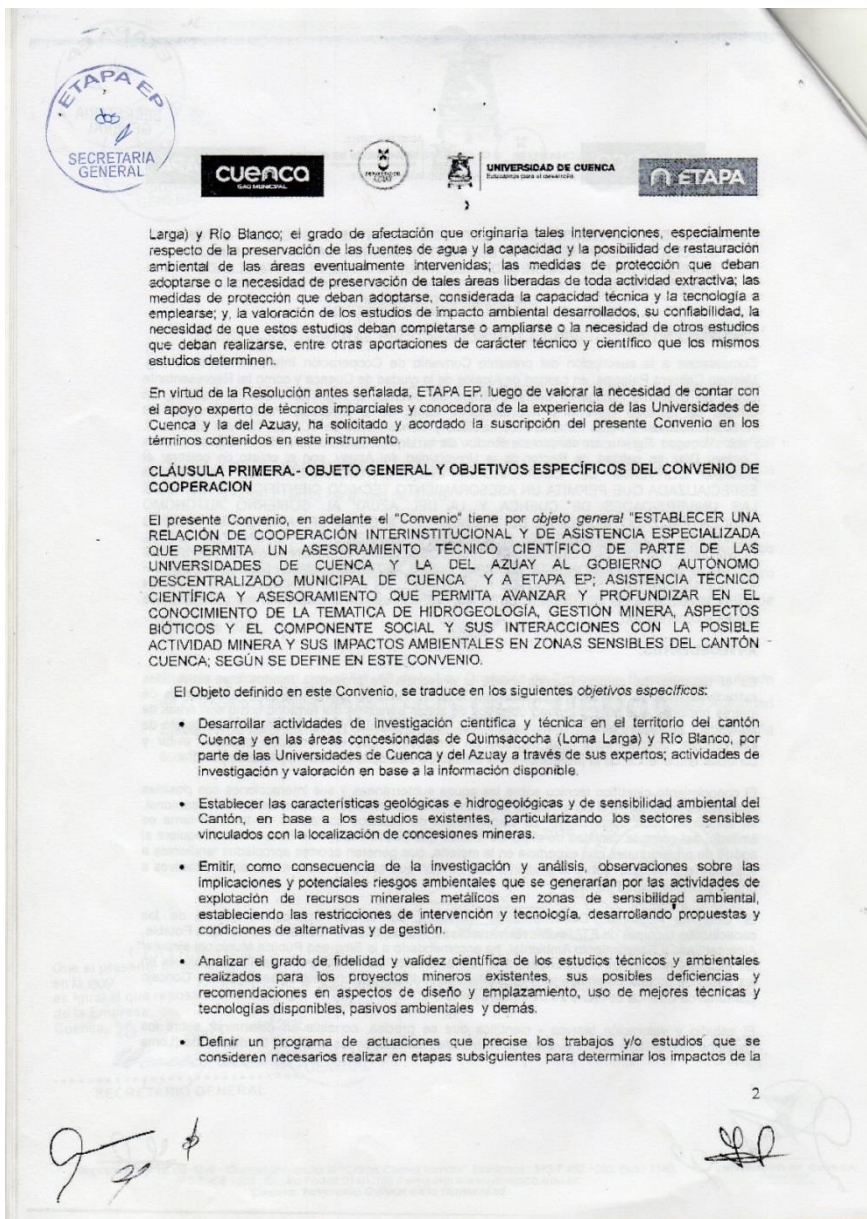 ETAPA EP
dos
SECRETARIA
GENERAL
cuenca
GAD MUNICIPAL
UNIVERSIDAD DE CUENCA
ETAPA
Larga) y Río Blanco; el grado de afectación que originaría tales intervenciones, especialmente
respecto de la preservación de las fuentes de agua y la capacidad y la posibilidad de restauración
ambiental de las áreas eventualmente intervenidas; las medidas de protección que deban
adoptarse o la necesidad de preservación de tales áreas liberadas de toda actividad extractiva; las
medidas de protección que deban adoptarse, considerada la capacidad técnica y la tecnología a
emplearse; y, la valoración de los estudios de impacto ambiental desarrollados, su confiabilidad, la
necesidad de que estos estudios deban completarse o ampliarse o la necesidad de otros estudios
que deban realizarse, entre otras aportaciones de carácter técnico y científico que los mismos
estudios determinen.
En virtud de la Resolución antes señalada, ETAPA EP, luego de valorar la necesidad de contar con
el apoyo experto de técnicos imparciales y conocedora de la experiencia de las Universidades de
Cuenca y la del Azuay, ha solicitado y acordado la suscripción del presente Convenio en los
términos contenidos en este instrumento.
CLÁUSULA PRIMERA.- OBJETO GENERAL Y OBJETIVOS ESPECÍFICOS DEL CONVENIO DE
COOPERACION
El presente Convenio, en adelante el "Convenio" tiene por objeto general "ESTABLECER UNA
RELACIÓN DE COOPERACIÓN INTERINSTITUCIONAL Y DE ASISTENCIA ESPECIALIZADA
QUE PERMITA UN ASESORAMIENTO TÉCNICO CIENTÍFICO DE PARTE DE LAS
UNIVERSIDADES DE CUENCA Y LA DEL AZUAY AL GOBIERNO AUTÓNOMO
DESCENTRALIZADO MUNICIPAL DE CUENCA Y A ETAPA EP; ASISTENCIA TÉCNICO
CIENTÍFICA Y ASESORAMIENTO QUE PERMITA AVANZAR Y PROFUNDIZAR EN EL
CONOCIMIENTO DE LA TEMATICA DE HIDROGEOLOGÍA, GESTIÓN MINERA, ASPECTOS
BIÓTICOS Y EL COMPONENTE SOCIAL Y SUS INTERACCIONES CON LA POSIBLE
ACTIVIDAD MINERA Y SUS IMPACTOS AMBIENTALES EN ZONAS SENSIBLES DEL CANTÓN
CUENCA; SEGÚN SE DEFINE EN ESTE CONVENIO.
El Objeto definido en este Convenio, se traduce en los siguientes objetivos específicos:
• Desarrollar actividades de investigación científica y técnica en el territorio del cantón
Cuenca y en las áreas concesionadas de Quimsacocha (Loma Larga) y Río Blanco, por
parte de las Universidades de Cuenca y del Azuay a través de sus expertos; actividades de
investigación y valoración en base a la información disponible.
• Establecer las características geológicas e hidrogeológicas y de sensibilidad ambiental del
Cantón, en base a los estudios existentes, particularizando los sectores sensibles
vinculados con la localización de concesiones mineras.
• Emitir, como consecuencia de la investigación y análisis, observaciones sobre las
implicaciones y potenciales riesgos ambientales que se generarían por las actividades de
explotación de recursos minerales metálicos en zonas de sensibilidad ambiental,
estableciendo las restricciones de intervención y tecnología, desarrollando propuestas y
condiciones de alternativas y de gestión.
• Analizar el grado de fidelidad y validez científica de los estudios técnicos y ambientales
realizados para los proyectos mineros existentes, sus posibles deficiencias y
recomendaciones en aspectos de diseño y emplazamiento, uso de mejores técnicas y
tecnologías disponibles, pasivos ambientales y demás.
• Definir un programa de actuaciones que precise los trabajos y/o estudios que se
consideren necesarios realizar en etapas subsiguientes para determinar los impactos de la
2
SECRETARIO GENERAL